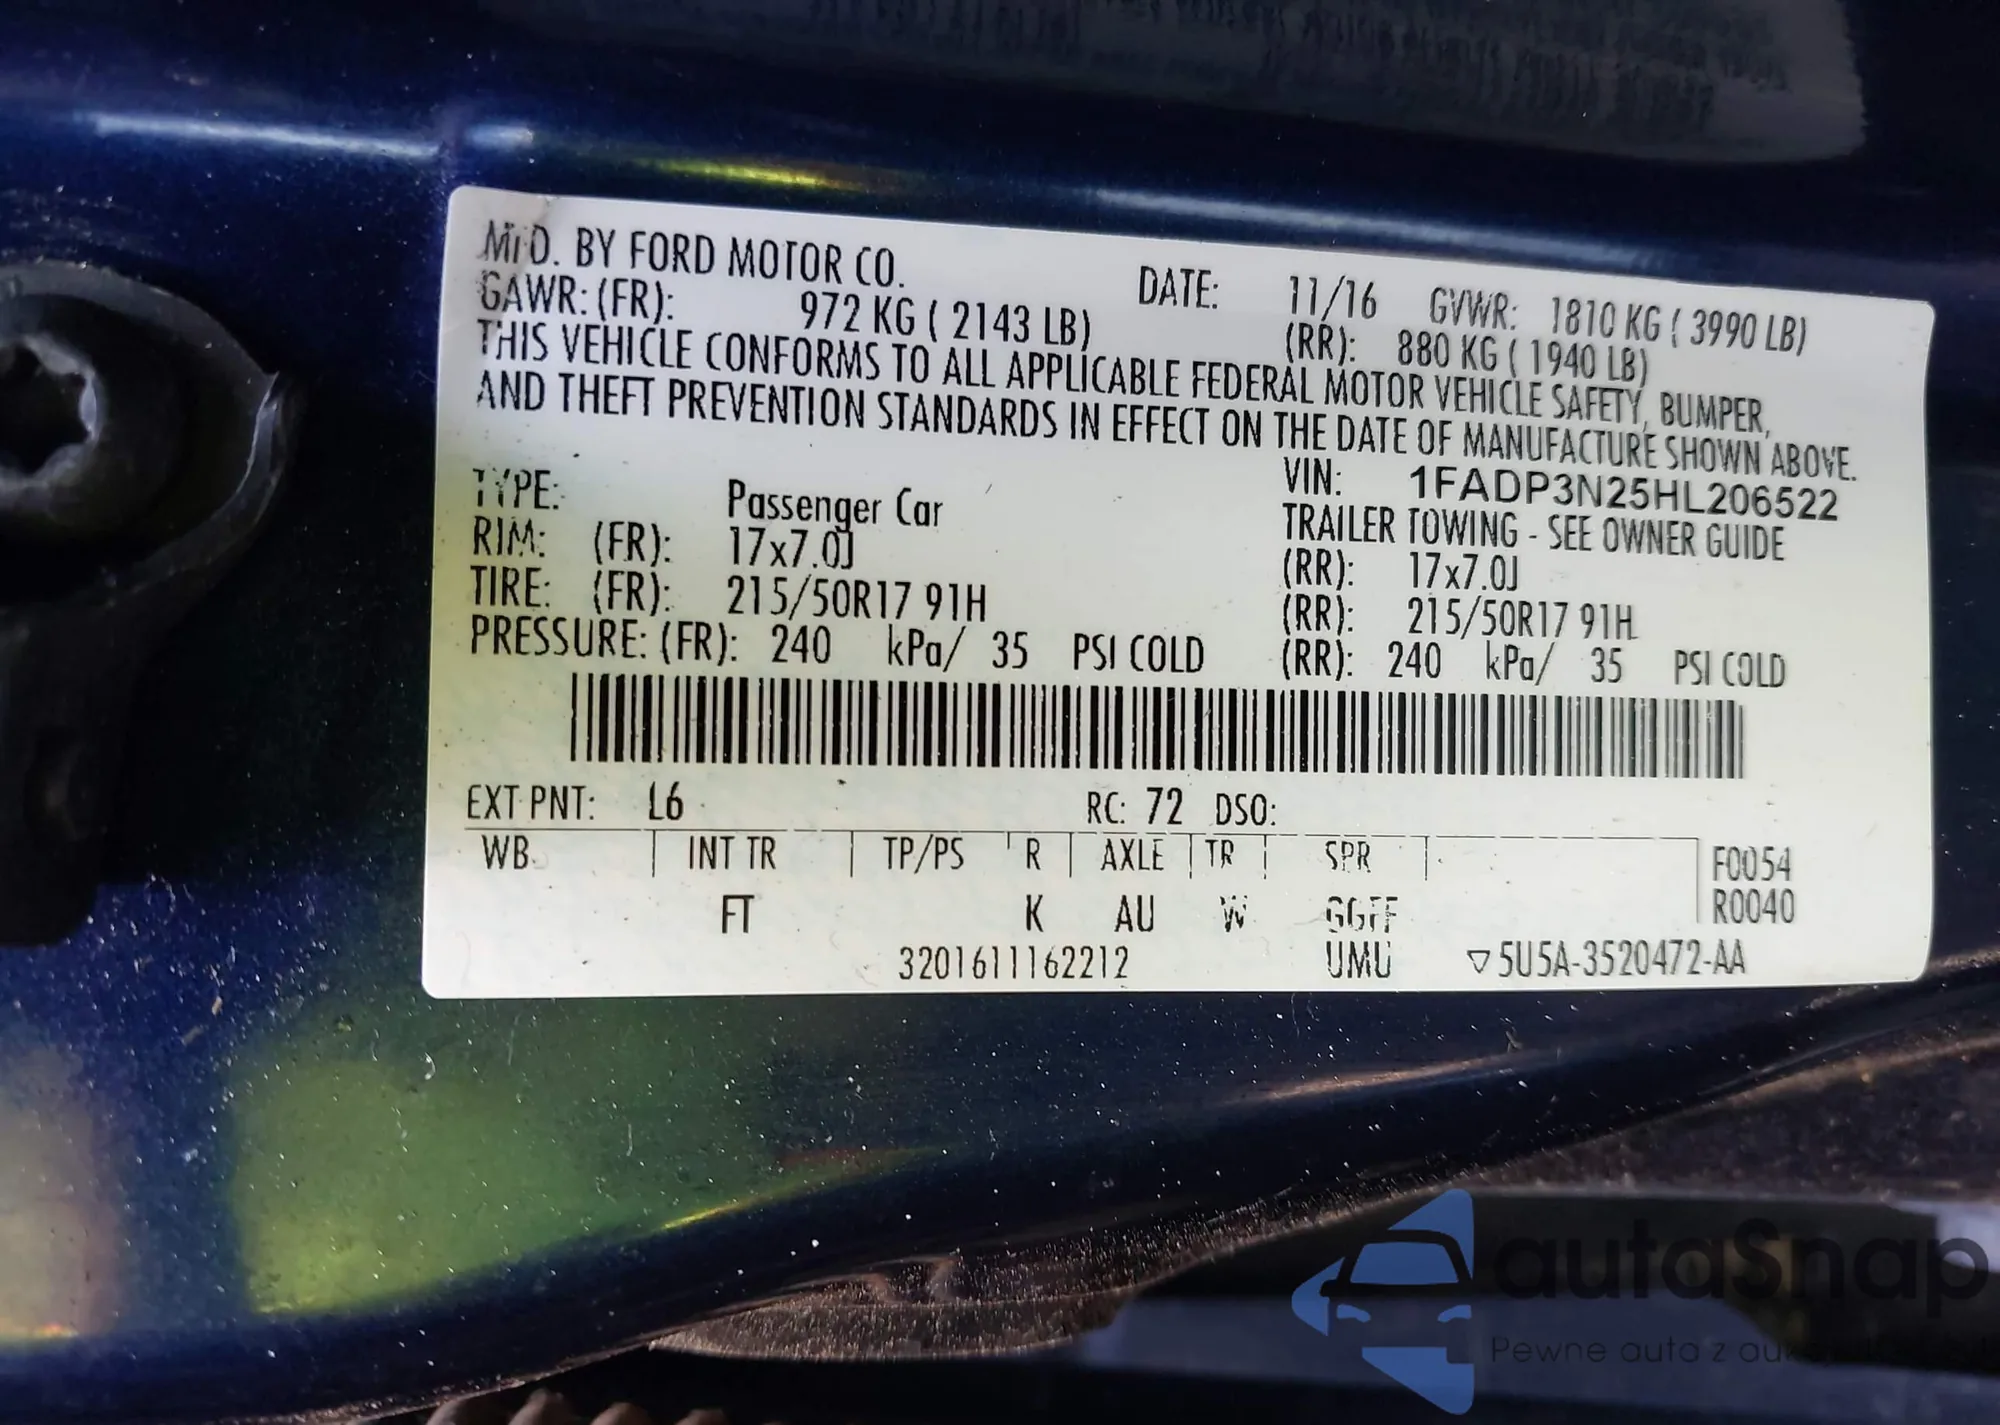 MFD. BY FORD MOTOR CO. DATE: 11/16 GVWR: 1810 KG ( 3990 LB)
GAWR: (FR): 972 KG ( 2143 LB) (RR): 880 KG ( 1940 LB)
THIS VEHICLE CONFORMS TO ALL APPLICABLE FEDERAL MOTOR VEHICLE SAFETY, BUMPER,
AND THEFT PREVENTION STANDARDS IN EFFECT ON THE DATE OF MANUFACTURE SHOWN ABOVE.
VIN: 1FADP3N25HL206522
TYPE: Passenger Car TRAILER TOWING - SEE OWNER GUIDE
RIM: (FR): 17x7.0J (RR): 17x7.0J
TIRE: (FR): 215/50R17 91H (RR): 215/50R17 91H
PRESSURE: (FR): 240 kPa/ 35 PSI COLD (RR): 240 kPa/ 35 PSI COLD
EXT PNT: L6 RC: 72 DSO:
WB INT TR TP/PS R AXLE TR SPR F0054
FT K AU W GGFF R0040
3201611162212 UMU ▽5U5A-3520472-AA
autoSnap
Pewne auto z